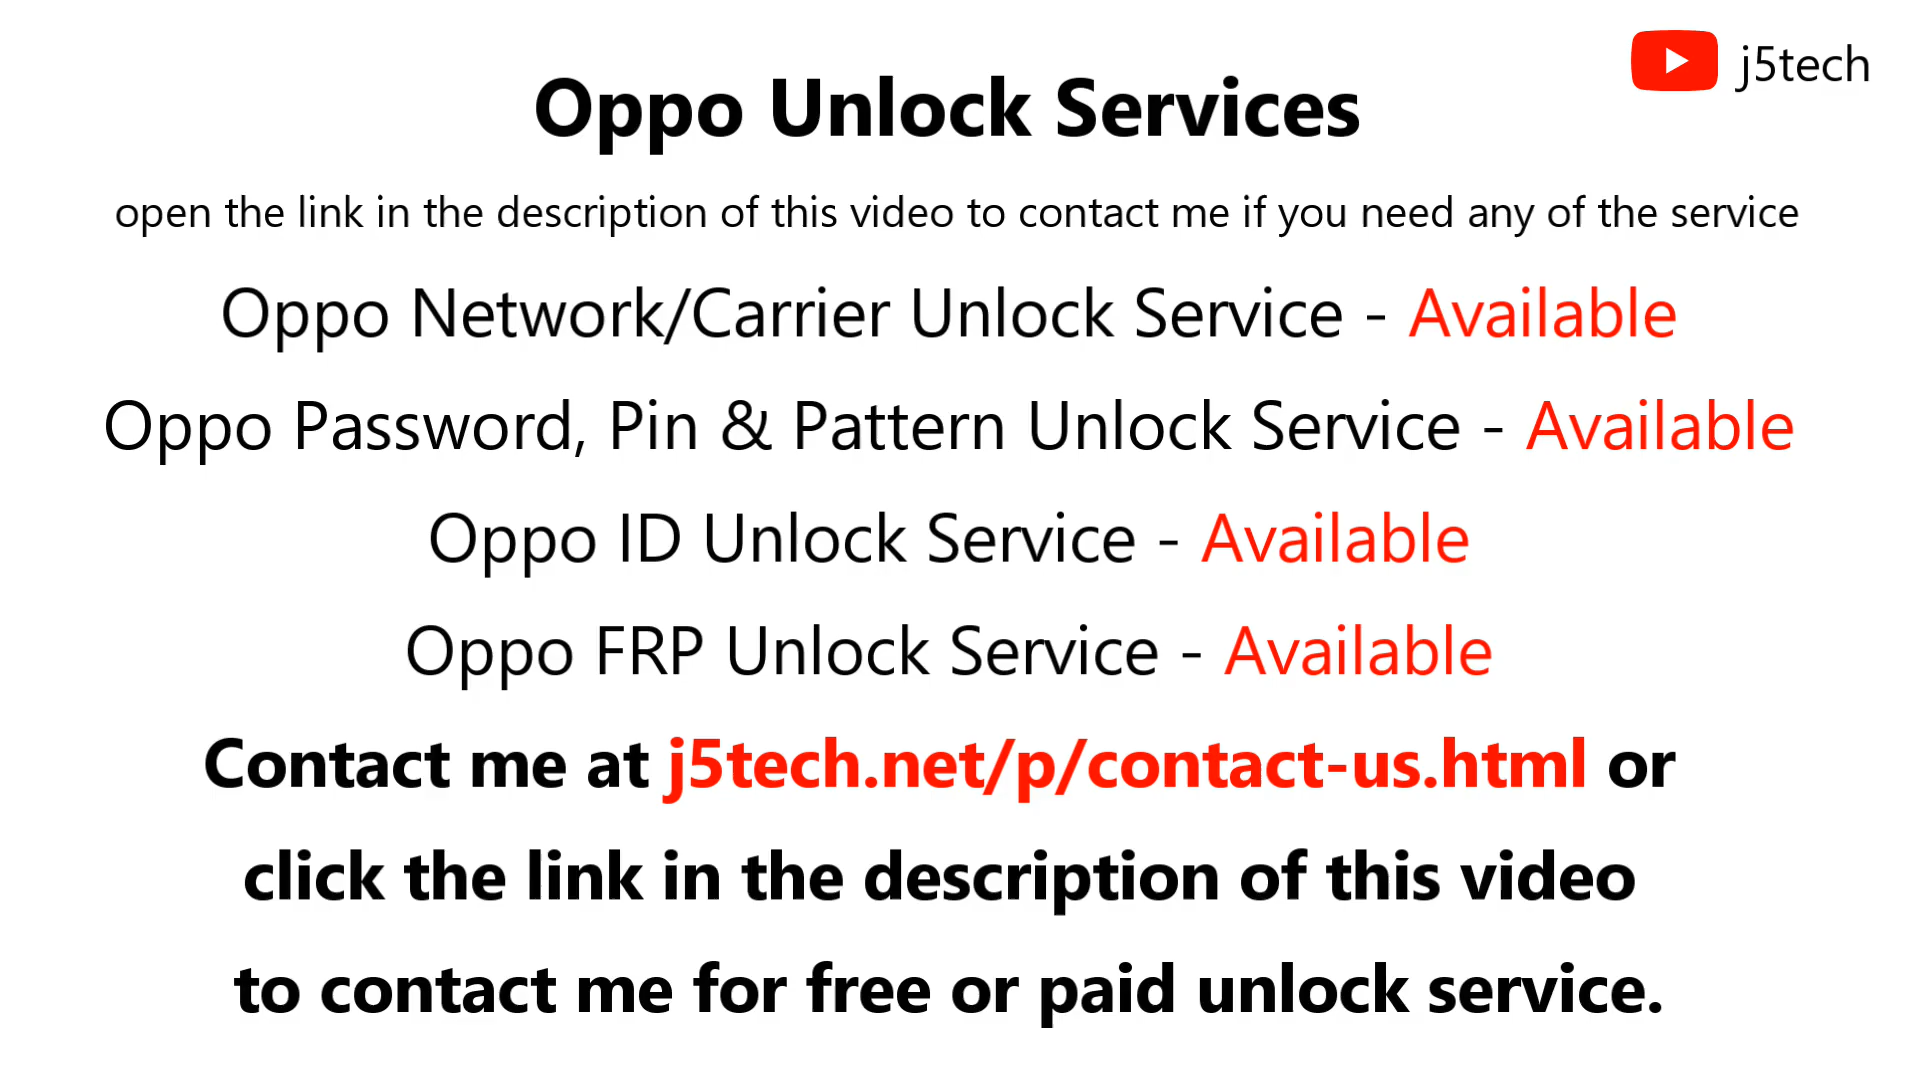 j5tech
Oppo Unlock Services
open the link in the description of this video to contact me if you need any of the service
Oppo Network/Carrier Unlock Service - Available
Oppo Password, Pin & Pattern Unlock Service - Available
Oppo ID Unlock Service - Available
Oppo FRP Unlock Service - Available
Contact me at j5tech.net/p/contact-us.html or
click the link in the description of this video
to contact me for free or paid unlock service.